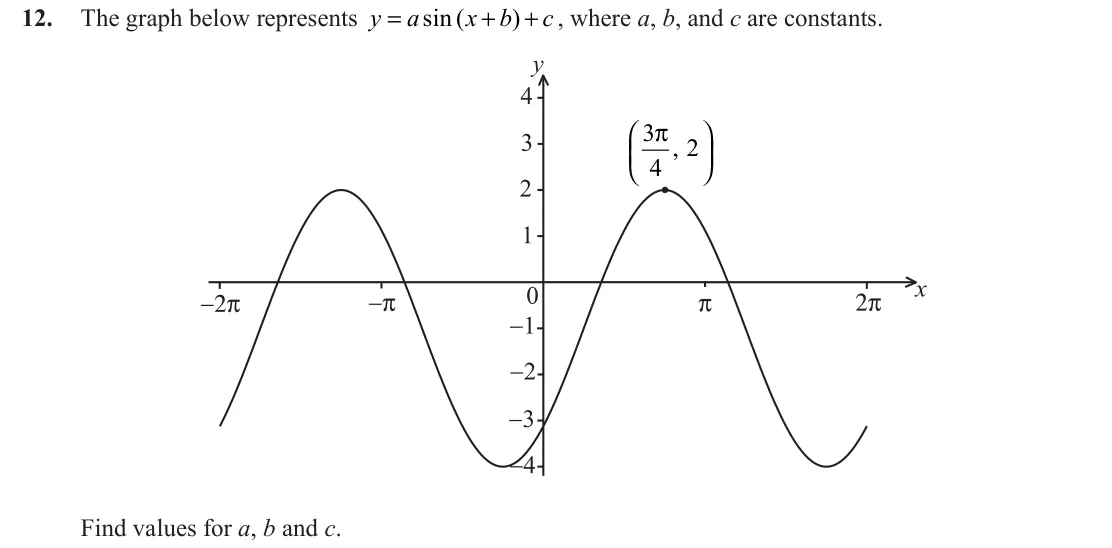 12. The graph below represents y = a sin (x + b) + c, where a, b, and c are constants.
y
4
3
(3π/4, 2)
2
1
−2π −π 0 π 2π x
−1
−2
−3
−4
Find values for a, b and c.